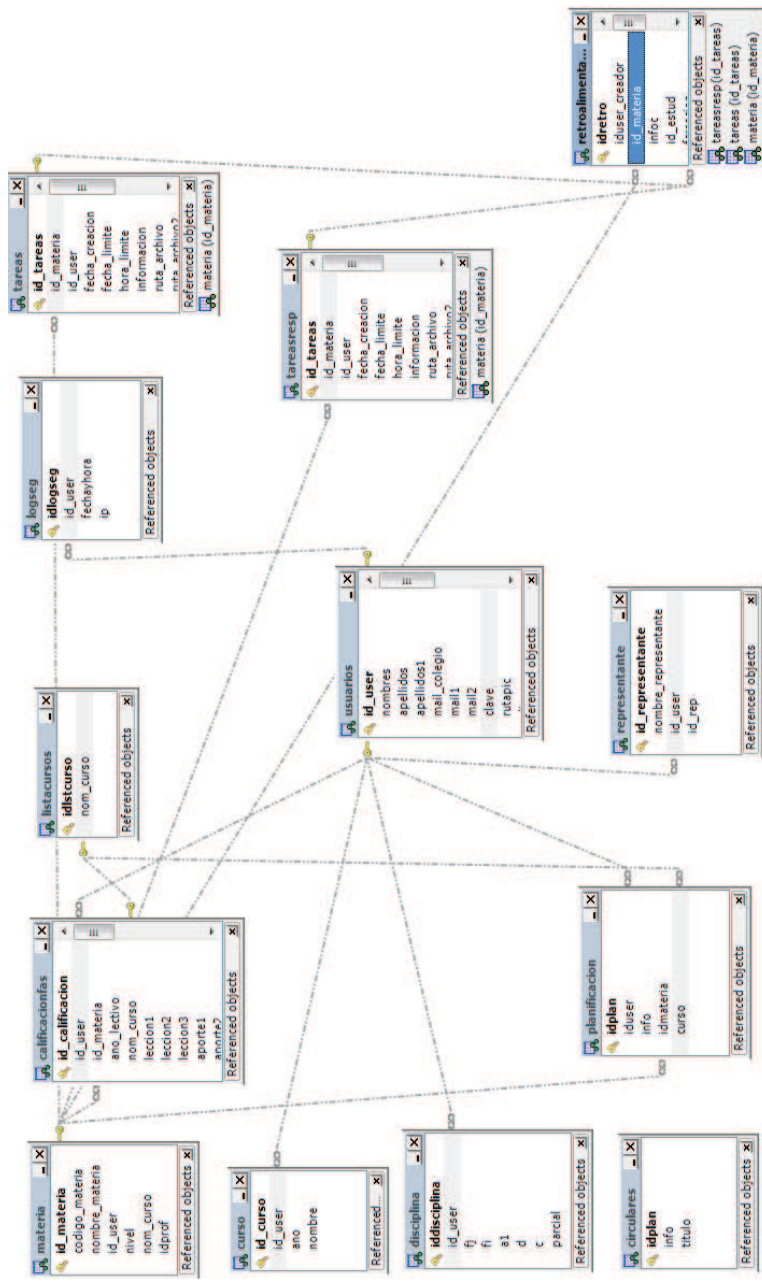 materia
id_materia
codigo_materia
nombre_materia
id_user
nivel
nom_curso
idprof
calificacionfas
id_calificacion
id_user
id_materia
ano_lectivo
nom_curso
leccion1
leccion2
leccion3
aporte1
aporte2
Referenced objects
listacursos
idlstcurso
nom_curso
Referenced objects
logseg
idlogseg
id_user
fechayhora
ip
Referenced objects
tareas
id_tareas
id_materia
id_user
fecha_creacion
fecha_limite
hora_limite
informacion
ruta_archivo
ruta_archivo2
Referenced objects
materia (id_materia)
curso
id_curso
id_user
ano
nombre
Referenced...
disciplina
iddisciplina
id_user
fj
fi
a1
d
c
parcial
usuarios
id_user
nombres
apellidos
apellidos1
mail_colegio
mail1
mail2
clave
rutapic
Referenced objects
tareasresp
id_tareas
id_materia
id_user
fecha_creacion
fecha_limite
hora_limite
informacion
ruta_archivo
ruta_archivo2
Referenced objects
materia (id_materia)
circulares
idplan
info
titulo
Referenced objects
planificacion
idplan
iduser
info
idmateria
curso
Referenced objects
representante
id_representante
nombre_representante
id_user
id_rep
Referenced objects
retroalimenta...
idretro
iduser_creador
id_materia
infoc
id_estud
Referenced objects
tareasresp (id_tareas)
tareas (id_tareas)
materia (id_materia)